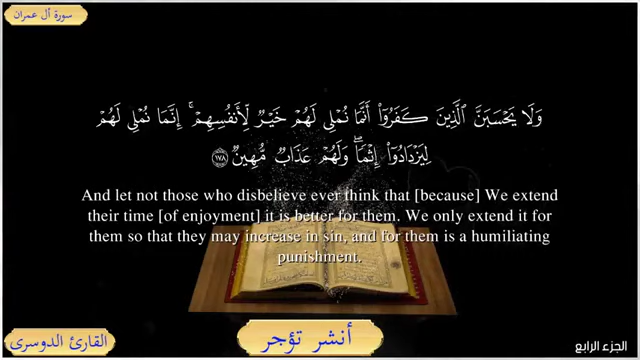 سورة آل عمران
وَلَا يَحْسَبَنَّ الَّذِينَ كَفَرُوٓا۟ أَنَّمَا نُمْلِى لَهُمْ خَيْرٌ لِّأَنفُسِهِمْ ۚ إِنَّمَا نُمْلِى لَهُمْ
لِيَزْدَادُوٓا۟ إِثْمًا ۖ وَلَهُمْ عَذَابٌ مُّهِينٌ ١٧٨
And let not those who disbelieve ever think that [because] We extend
their time [of enjoyment] it is better for them. We only extend it for
them so that they may increase in sin, and for them is a humiliating
punishment.
القارئ الدوسرى
أنشر تؤجر
الجزء الرابع